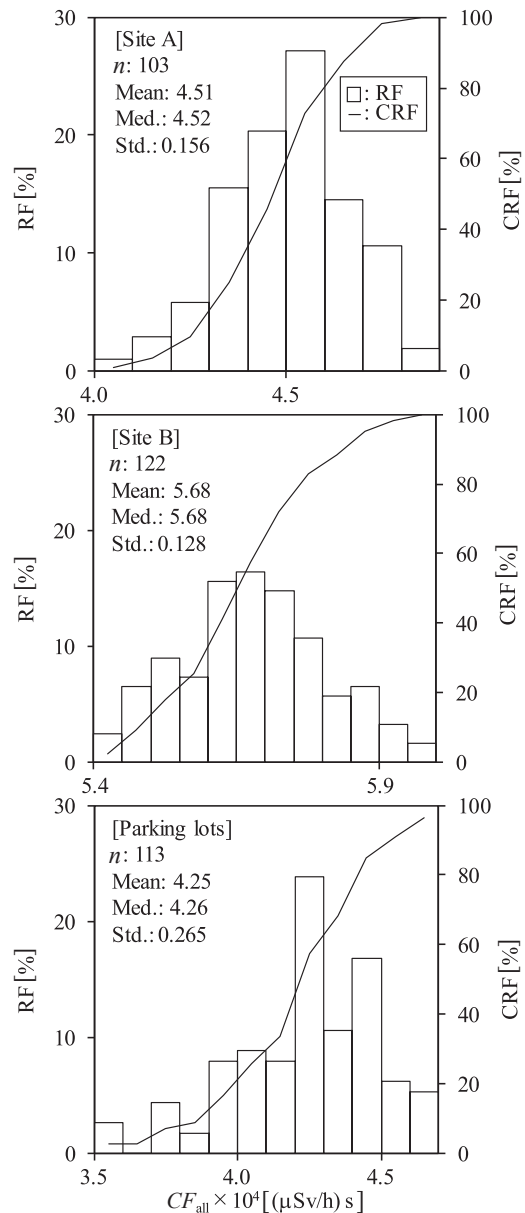 30
20
10
0
RF [%]
[Site A]
n: 103
Mean: 4.51
Med.: 4.52
Std.: 0.156
□: RF
—: CRF
100
80
60
40
20
0
CRF [%]
4.0
4.5
30
20
10
0
RF [%]
[Site B]
n: 122
Mean: 5.68
Med.: 5.68
Std.: 0.128
100
80
60
40
20
0
CRF [%]
5.4
5.9
30
20
10
0
RF [%]
[Parking lots]
n: 113
Mean: 4.25
Med.: 4.26
Std.: 0.265
100
80
60
40
20
0
CRF [%]
3.5
4.0
4.5
CFall × 10⁴ [(μSv/h) s]